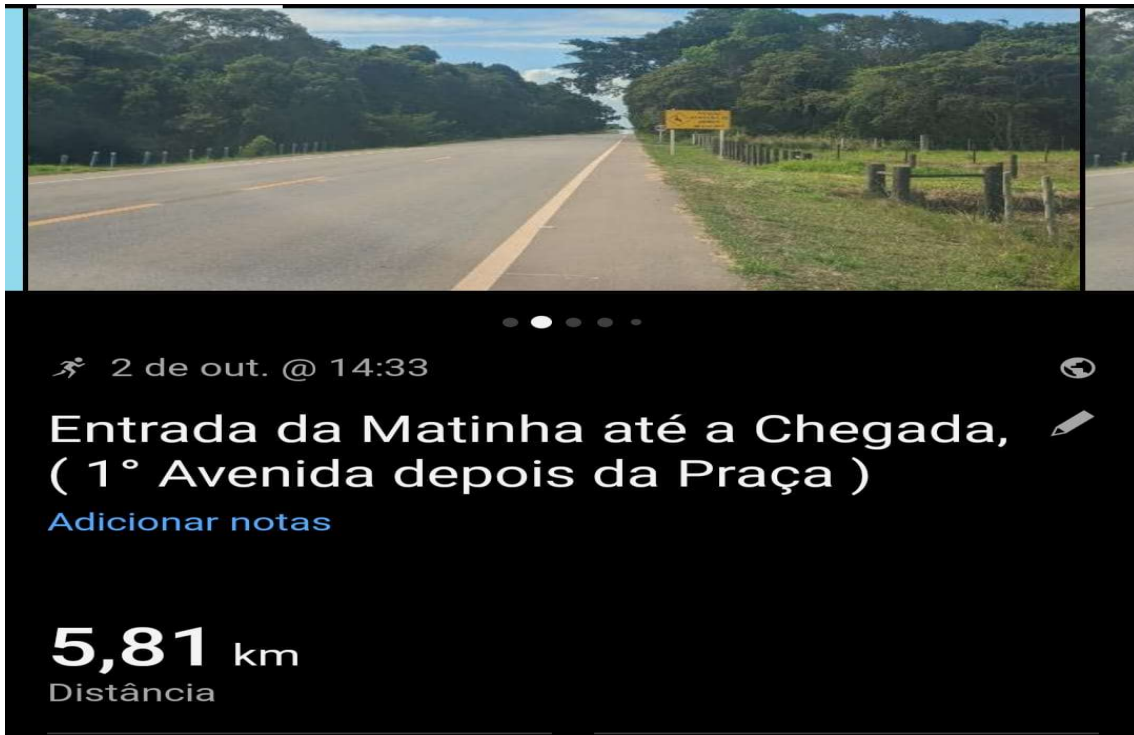 2 de out. @ 14:33
Entrada da Matinha até a Chegada,
( 1° Avenida depois da Praça )
Adicionar notas
5,81 km
Distância